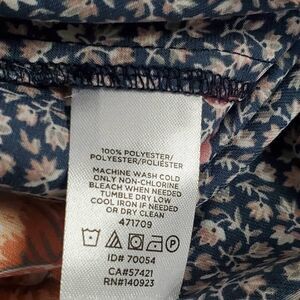 100% POLYESTER/
POLYESTER/POLIÉSTER
MACHINE WASH COLD
ONLY NON-CHLORINE
BLEACH WHEN NEEDED
TUMBLE DRY LOW
COOL IRON IF NEEDED
OR DRY CLEAN
471709
P
ID# 70054
CA#57421
RN#140923